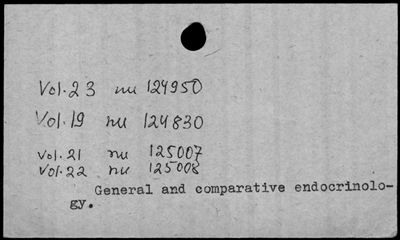 Vol. 23 nu 124950
Vol. 19 nu 124830
Vol. 21 nu 125007
Vol. 22 nu 125008
General and comparative endocrinolo-
gy.